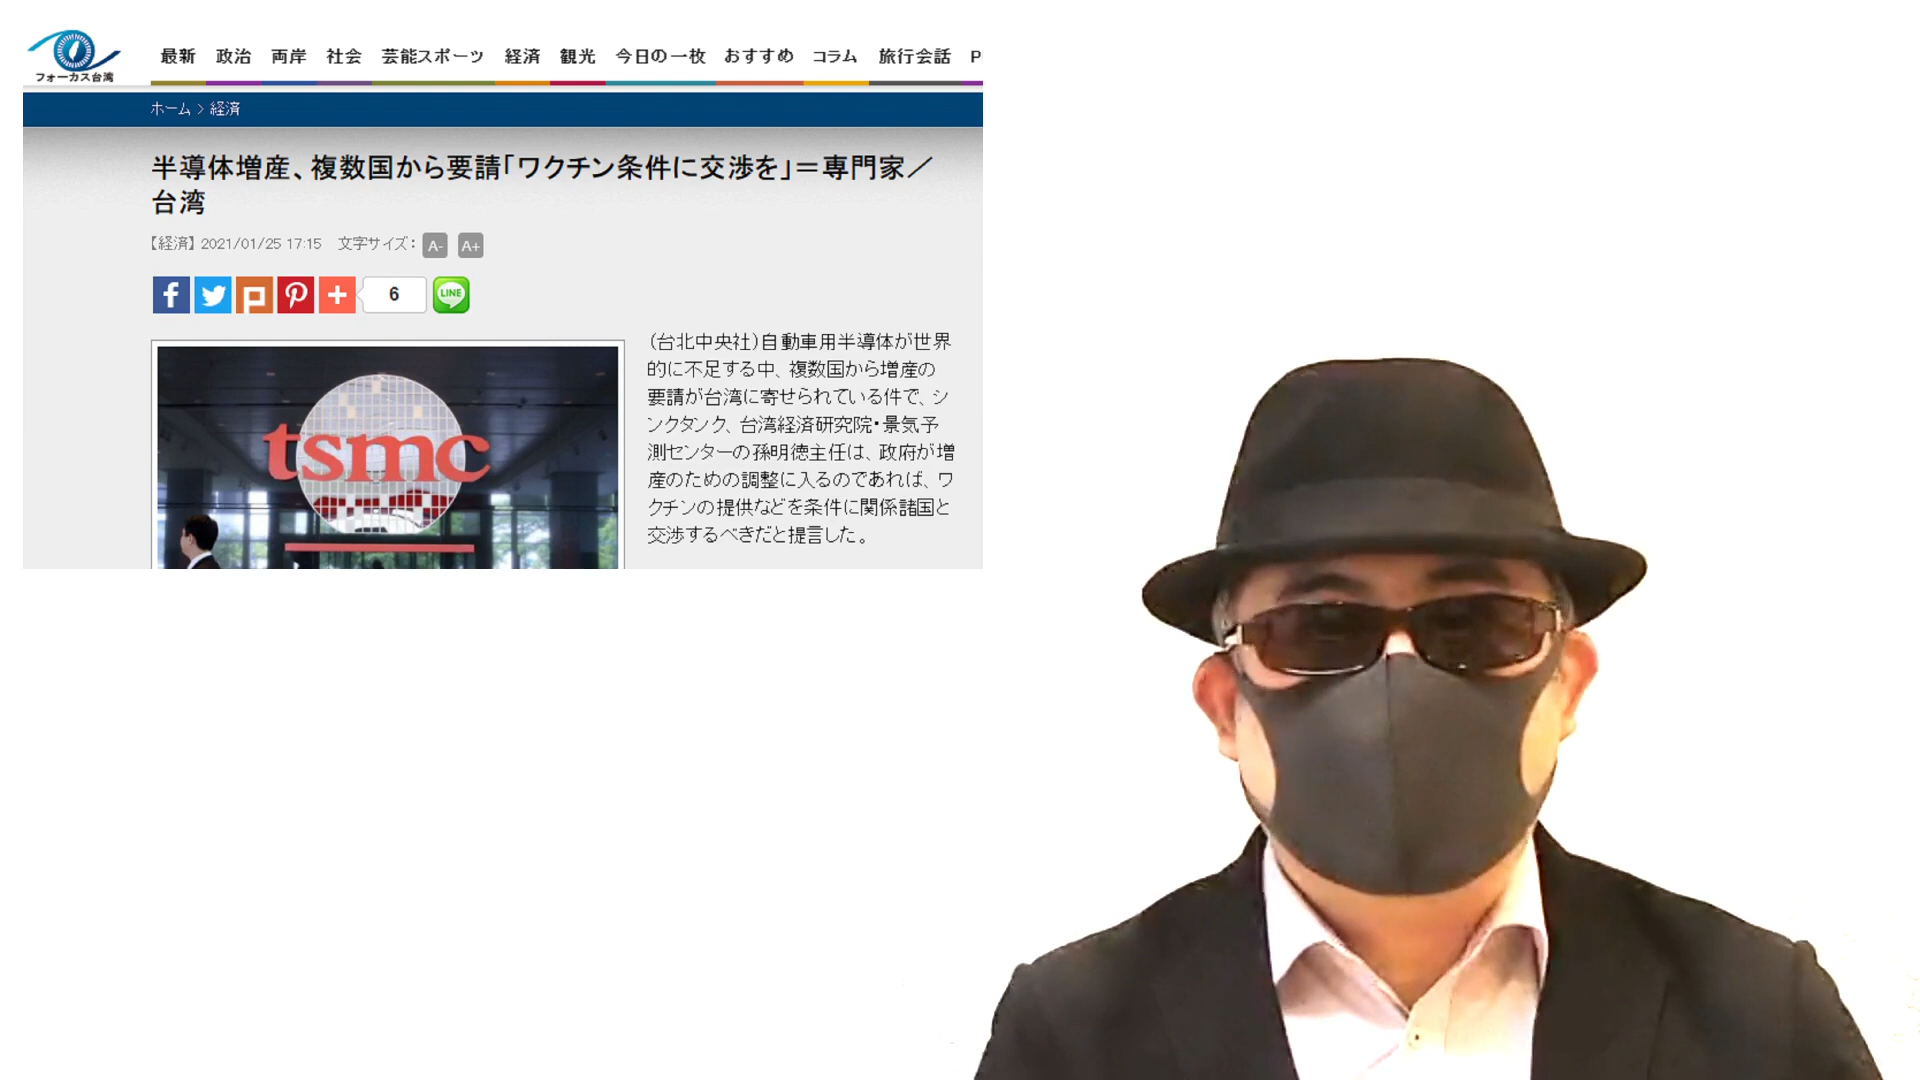 フォーカス台湾
最新 政治 両岸 社会 芸能スポーツ 経済 観光 今日の一枚 おすすめ コラム 旅行会話 P
ホーム > 経済
半導体増産、複数国から要請「ワクチン条件に交渉を」＝専門家／
台湾
【経済】 2021/01/25 17:15 文字サイズ： A- A+
6 LINE
tsmc
（台北中央社）自動車用半導体が世界
的に不足する中、複数国から増産の
要請が台湾に寄せられている件で、シ
ンクタンク、台湾経済研究院・景気予
測センターの孫明徳主任は、政府が増
産のための調整に入るのであれば、ワ
クチンの提供などを条件に関係諸国と
交渉するべきだと提言した。